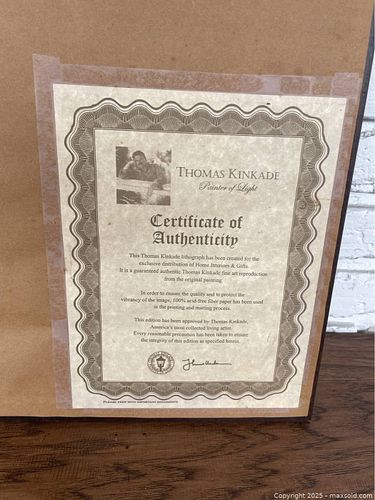 THOMAS KINKADE
Painter of Light
Certificate of
Authenticity
This Thomas Kinkade lithograph has been created for the
exclusive distribution of Home Interiors & Gifts.
It is a guaranteed authentic Thomas Kinkade fine art reproduction
from the original painting.
In order to ensure the quality and to protect the
vibrancy of the image, 100% acid-free fiber paper has been used
in the printing and matting process.
This edition has been approved by Thomas Kinkade,
America's most collected living artist.
Every reasonable precaution has been taken to ensure
the integrity of this edition as specified herein.
PLEASE KEEP WITH IMPORTANT DOCUMENTS
Copyright 2025 - maxsold.com